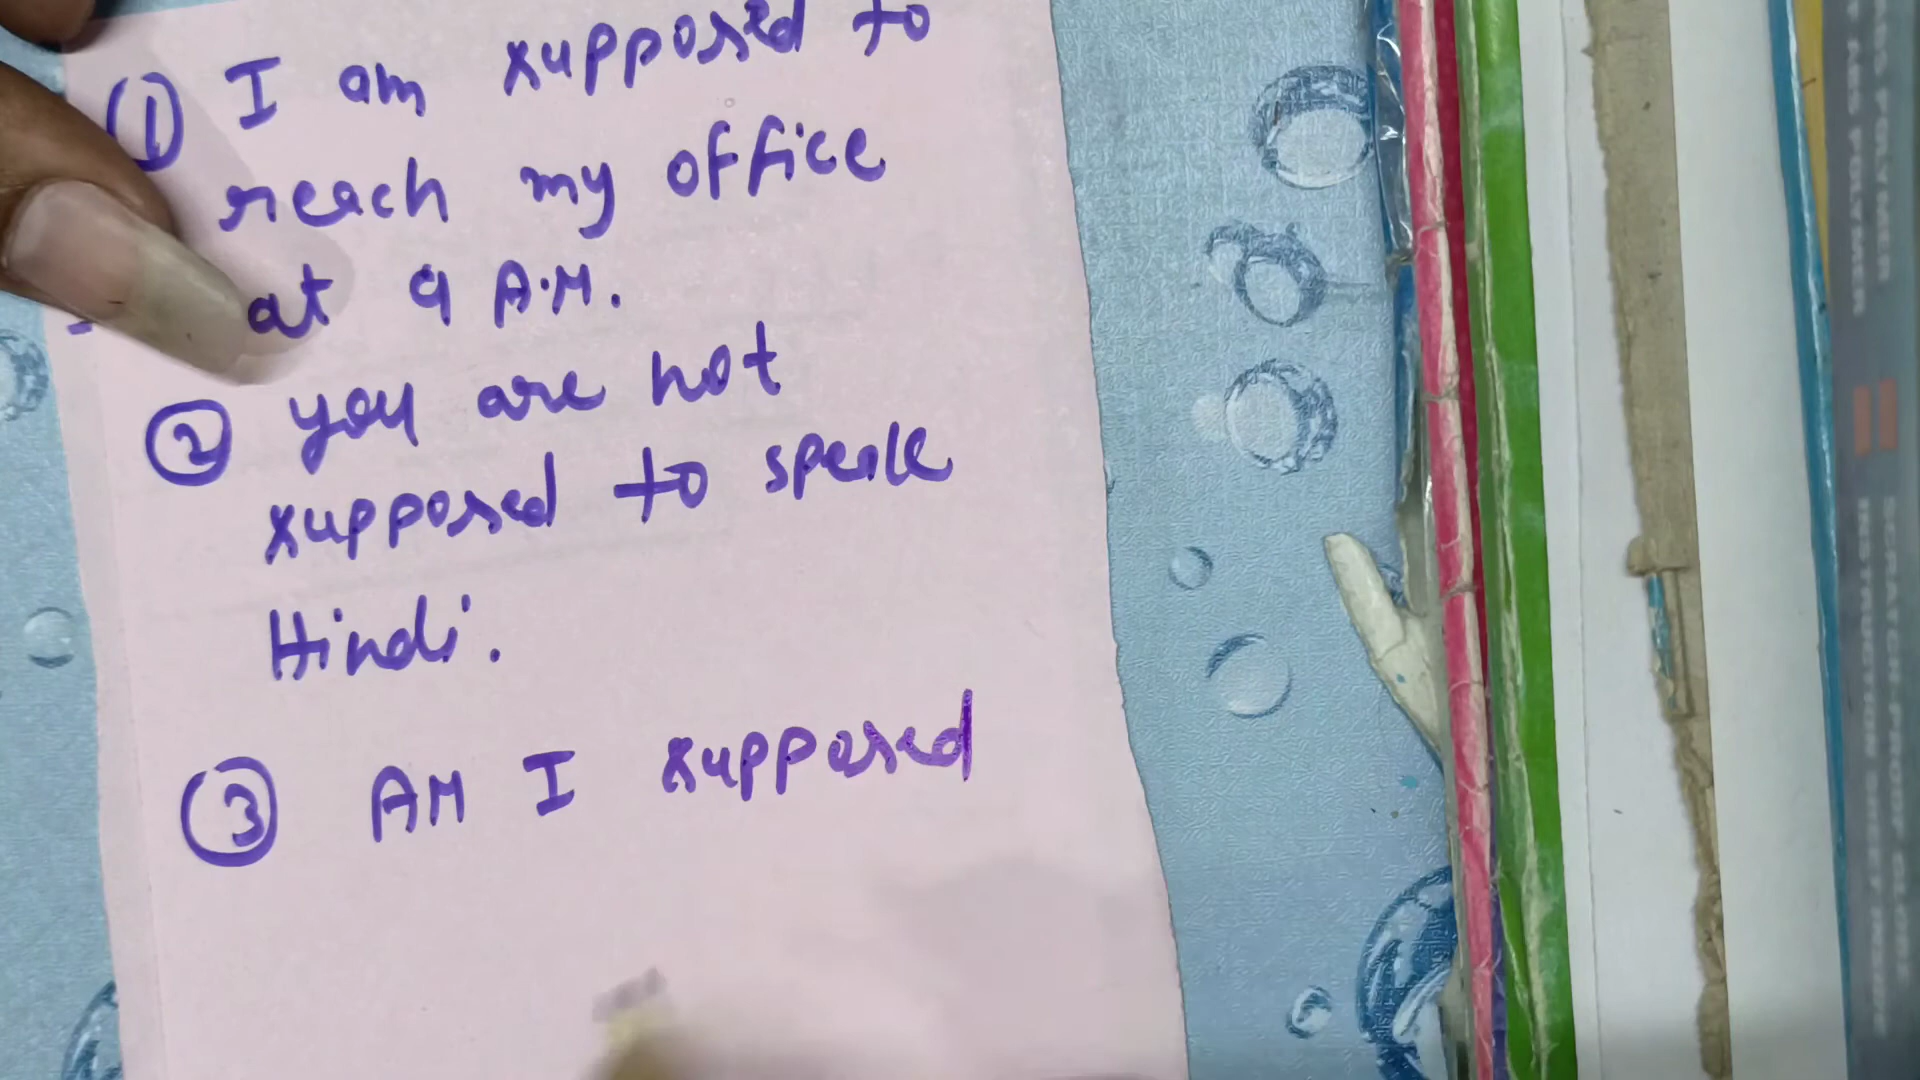 ① I am supposed to
reach my office
at 9 A.M.
② you are not
supposed to speak
Hindi.
③ AM I supposed